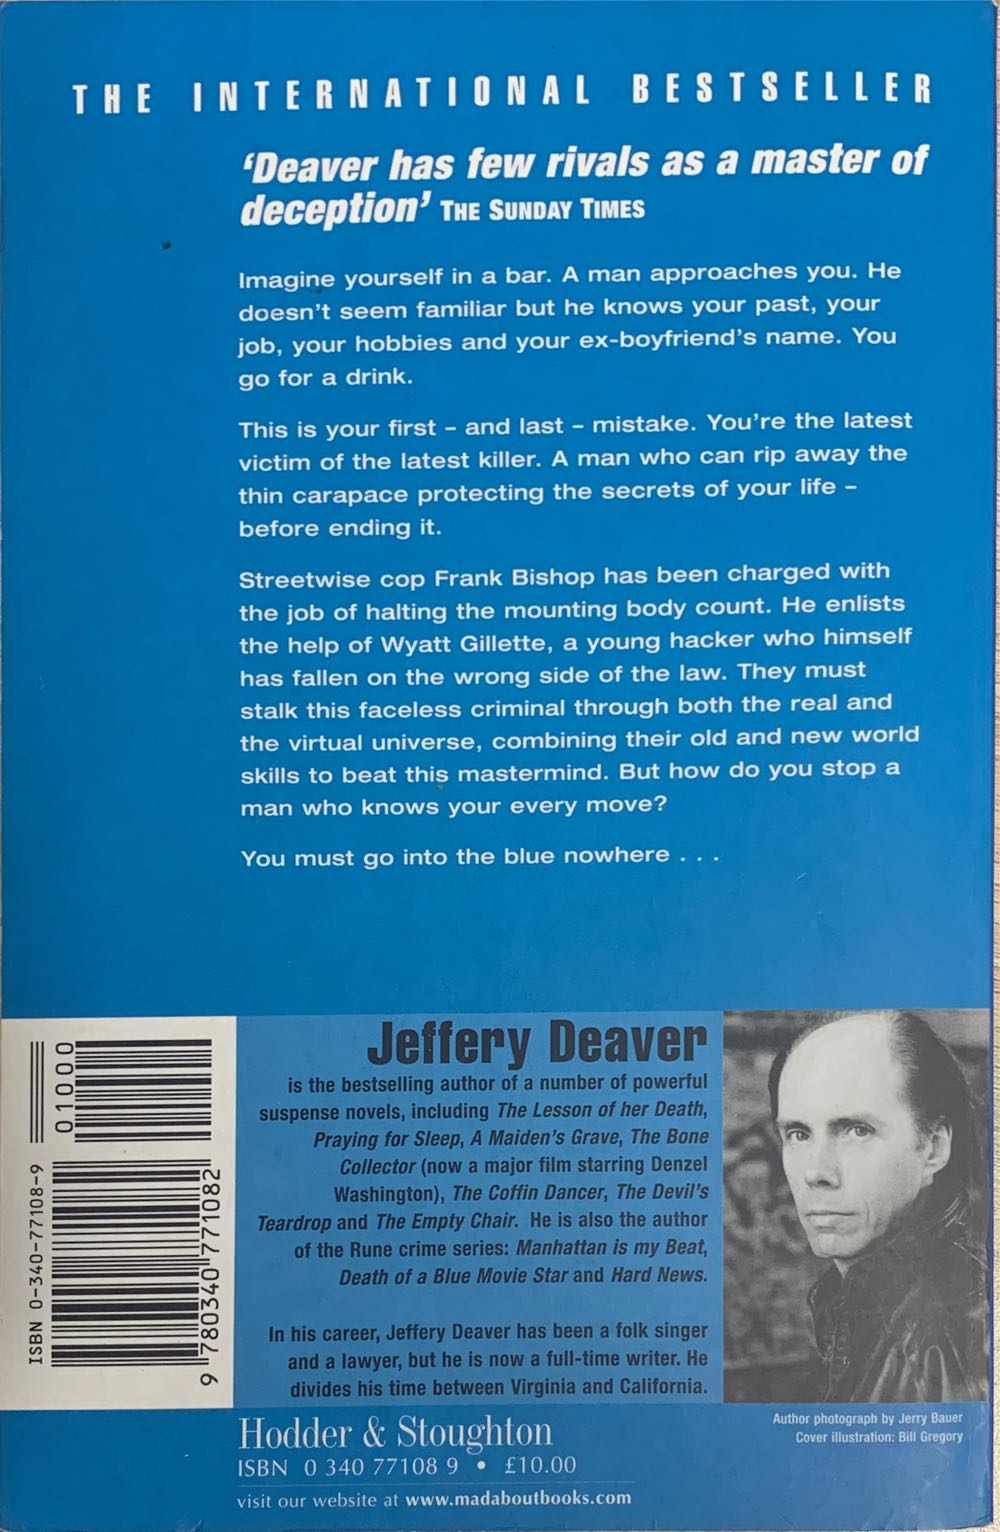 THE INTERNATIONAL BESTSELLER
‘Deaver has few rivals as a master of
deception’ THE SUNDAY TIMES
Imagine yourself in a bar. A man approaches you. He
doesn’t seem familiar but he knows your past, your
job, your hobbies and your ex-boyfriend’s name. You
go for a drink.
This is your first – and last – mistake. You’re the latest
victim of the latest killer. A man who can rip away the
thin carapace protecting the secrets of your life –
before ending it.
Streetwise cop Frank Bishop has been charged with
the job of halting the mounting body count. He enlists
the help of Wyatt Gillette, a young hacker who himself
has fallen on the wrong side of the law. They must
stalk this faceless criminal through both the real and
the virtual universe, combining their old and new world
skills to beat this mastermind. But how do you stop a
man who knows your every move?
You must go into the blue nowhere . . .
Jeffery Deaver
is the bestselling author of a number of powerful
suspense novels, including The Lesson of her Death,
Praying for Sleep, A Maiden’s Grave, The Bone
Collector (now a major film starring Denzel
Washington), The Coffin Dancer, The Devil’s
Teardrop and The Empty Chair. He is also the author
of the Rune crime series: Manhattan is my Beat,
Death of a Blue Movie Star and Hard News.
In his career, Jeffery Deaver has been a folk singer
and a lawyer, but he is now a full-time writer. He
divides his time between Virginia and California.
ISBN 0-340-77108-9
9 780340 771082
01000
Author photograph by Jerry Bauer
Cover illustration: Bill Gregory
Hodder & Stoughton
ISBN 0 340 77108 9 • £10.00
visit our website at www.madaboutbooks.com